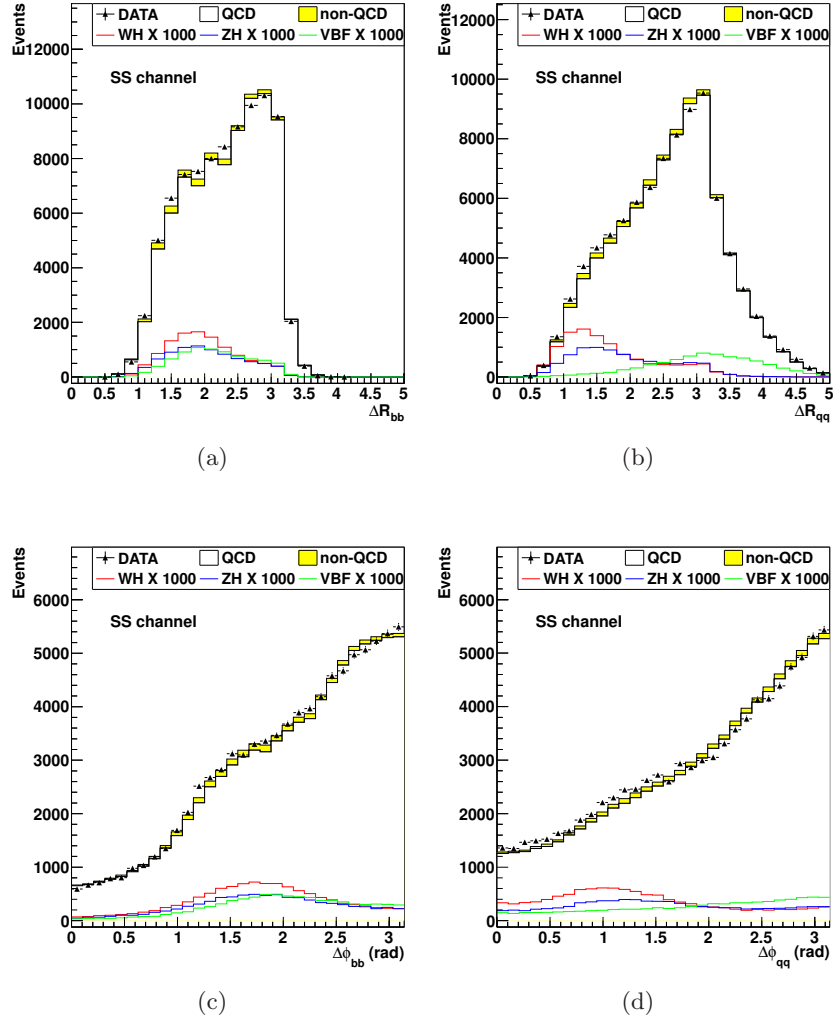 Events
DATA QCD non-QCD
WH X 1000 ZH X 1000 VBF X 1000
SS channel
12000
10000
8000
6000
4000
2000
0
0 0.5 1 1.5 2 2.5 3 3.5 4 4.5 5
ΔR_bb
(a)
Events
DATA QCD non-QCD
WH X 1000 ZH X 1000 VBF X 1000
SS channel
12000
10000
8000
6000
4000
2000
0
0 0.5 1 1.5 2 2.5 3 3.5 4 4.5 5
ΔR_qq
(b)
Events
DATA QCD non-QCD
WH X 1000 ZH X 1000 VBF X 1000
SS channel
6000
5000
4000
3000
2000
1000
0
0 0.5 1 1.5 2 2.5 3
Δϕ_bb (rad)
(c)
Events
DATA QCD non-QCD
WH X 1000 ZH X 1000 VBF X 1000
SS channel
6000
5000
4000
3000
2000
1000
0
0 0.5 1 1.5 2 2.5 3
Δϕ_qq (rad)
(d)